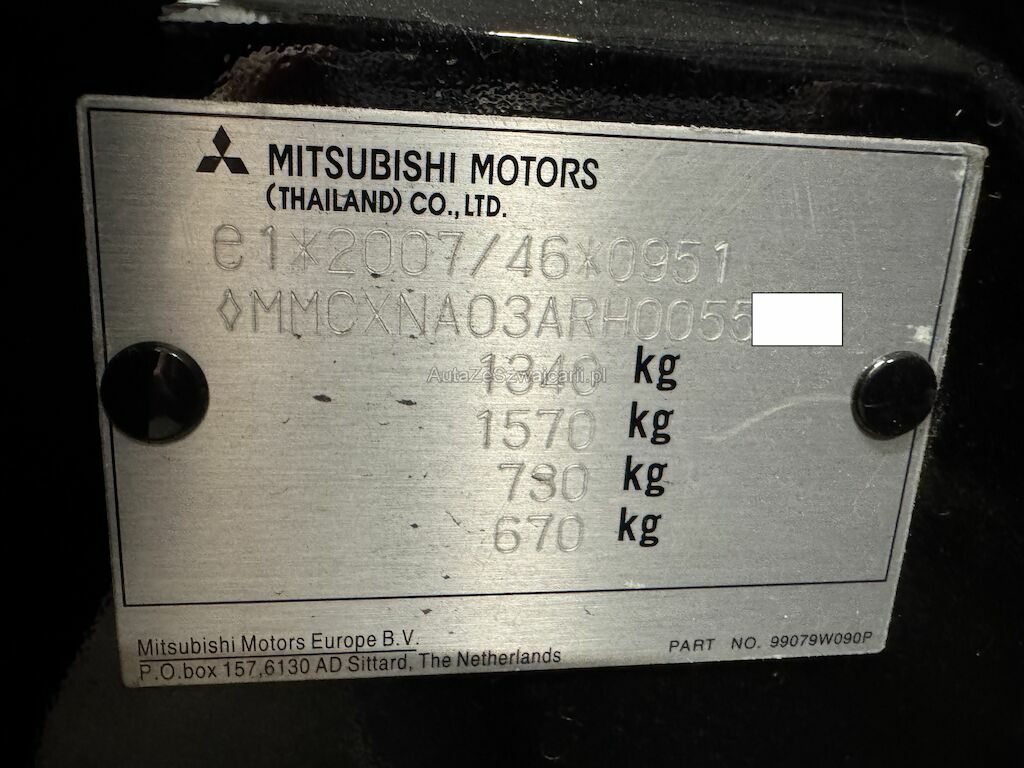 MITSUBISHI MOTORS
(THAILAND) CO.,LTD.
e1*2007/46*0951
◊MMCXNA03ARH0055
1340 kg
AutaZeSzwajcarii.pl
1570 kg
730 kg
670 kg
Mitsubishi Motors Europe B.V.
P.O.box 157,6130 AD Sittard, The Netherlands
PART NO. 99079W090P